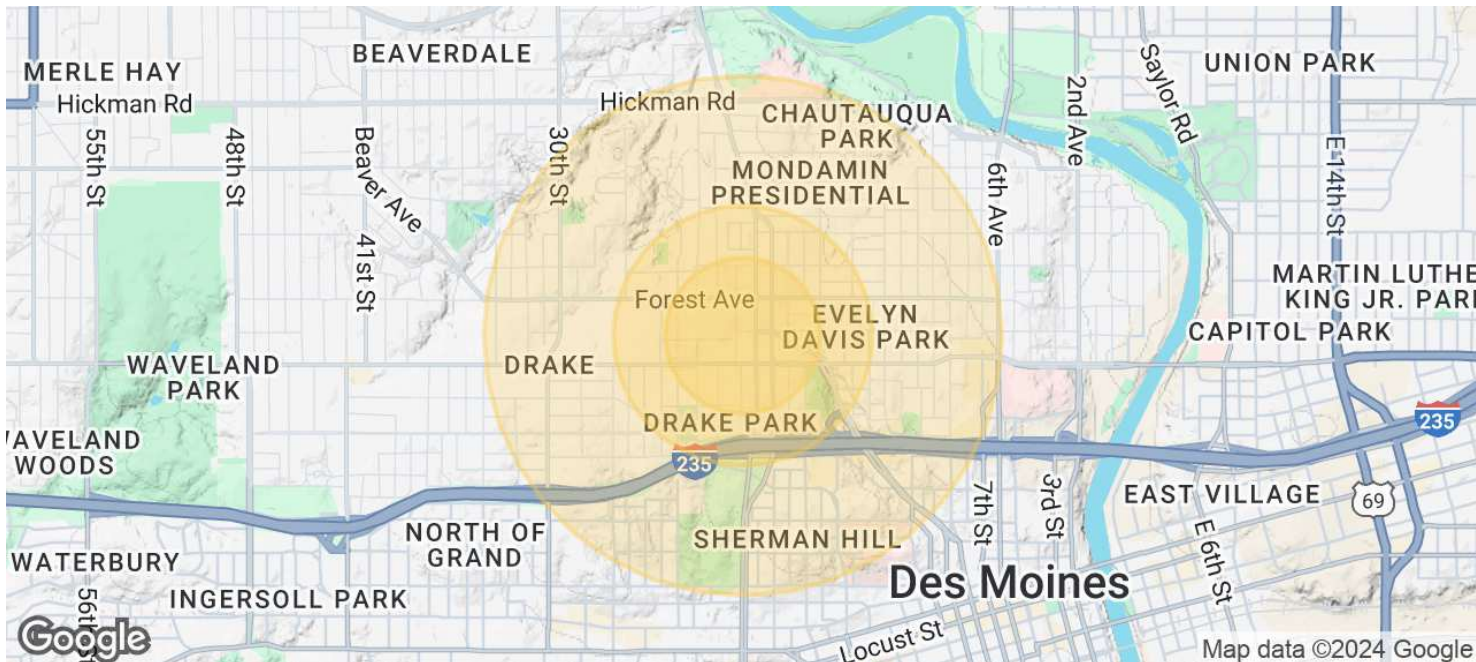 BEAVERDALE
UNION PARK
MERLE HAY
Hickman Rd
Hickman Rd
CHAUTAUQUA
PARK
Saylor Rd
2nd Ave
55th St
48th St
Beaver Ave
30th St
MONDAMIN
PRESIDENTIAL
6th Ave
E 14th St
41st St
MARTIN LUTHE
KING JR. PARK
Forest Ave
EVELYN
DAVIS PARK
CAPITOL PARK
WAVELAND
PARK
DRAKE
DRAKE PARK
235
WAVELAND
WOODS
235
7th St
3rd St
EAST VILLAGE
69
NORTH OF
GRAND
SHERMAN HILL
E 6th St
WATERBURY
Des Moines
INGERSOLL PARK
56th St
Locust St
Google
Map data ©2024 Google